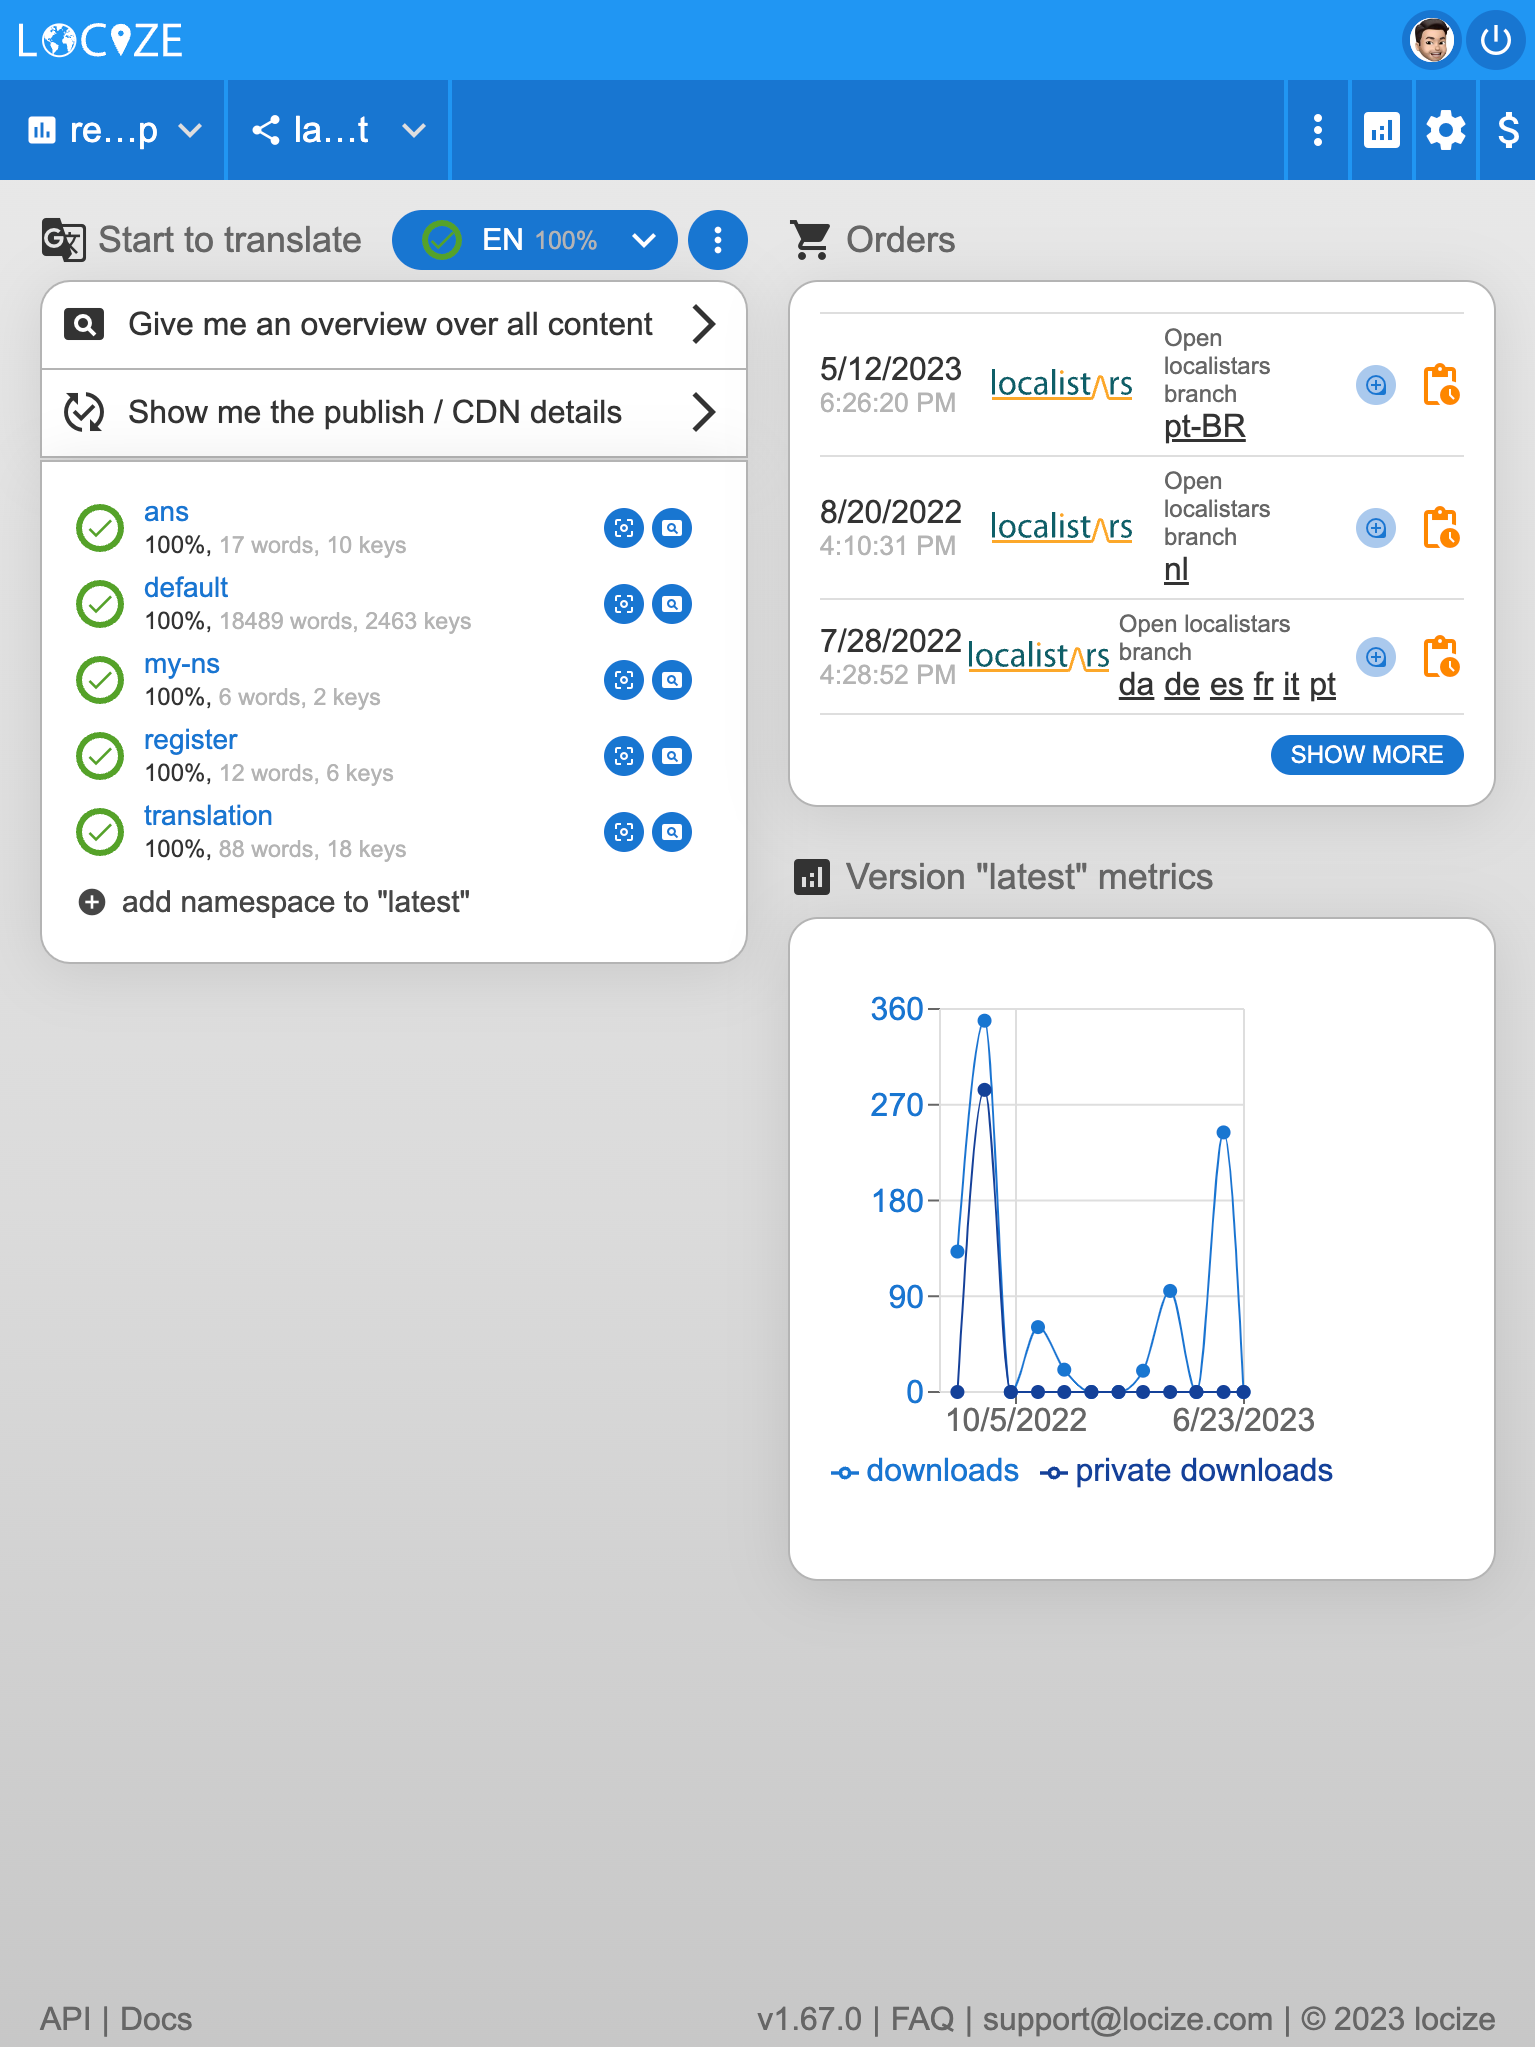 LOCIZE
re...p
la...t
Start to translate
EN 100%
Give me an overview over all content
Show me the publish / CDN details
ans
100%, 17 words, 10 keys
default
100%, 18489 words, 2463 keys
my-ns
100%, 6 words, 2 keys
register
100%, 12 words, 6 keys
translation
100%, 88 words, 18 keys
add namespace to "latest"
Orders
5/12/2023
6:26:20 PM
localistars
Open
localistars
branch
pt-BR
8/20/2022
4:10:31 PM
localistars
Open
localistars
branch
nl
7/28/2022
4:28:52 PM
localistars
Open localistars
branch
da de es fr it pt
SHOW MORE
Version "latest" metrics
360
270
180
90
0
10/5/2022
6/23/2023
downloads
private downloads
API | Docs
v1.67.0 | FAQ | support@locize.com | © 2023 locize